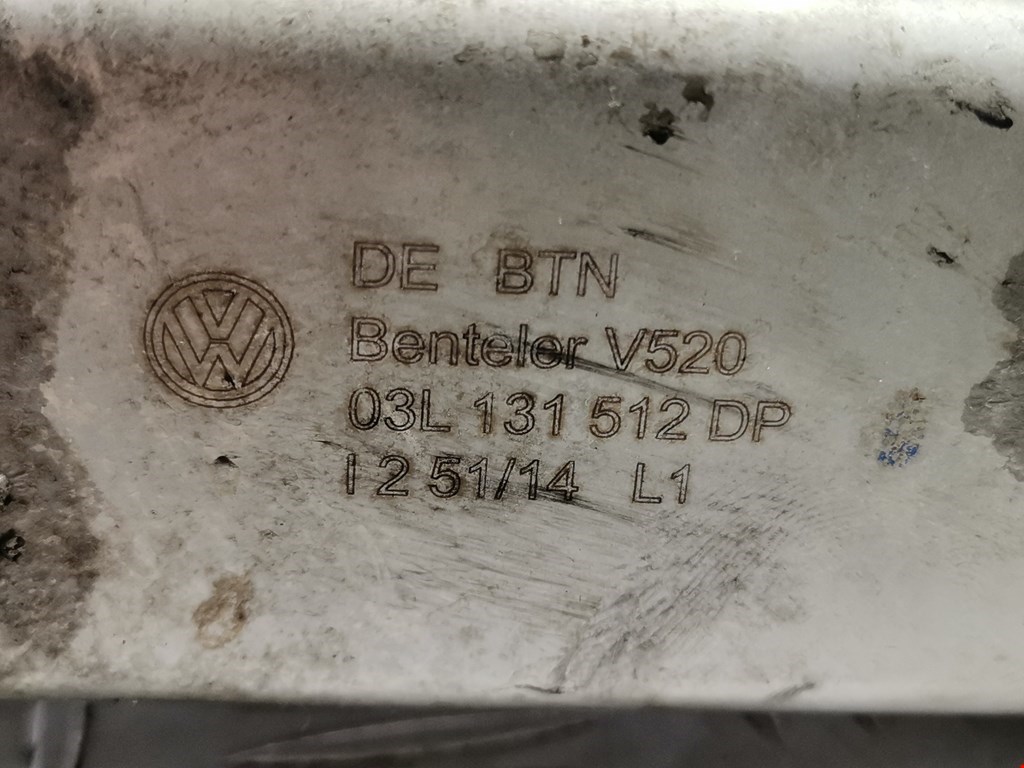 DE BTN
Benteler V520
03L 131 512 DP
I 2 51/14 L1